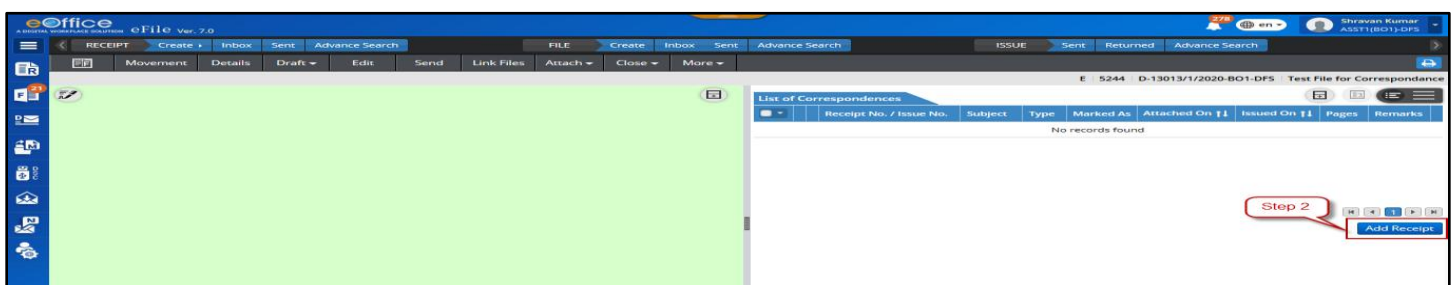 eOffice
A DIGITAL WORKPLACE SOLUTION eFile Ver. 7.0
278 en Shravan Kumar
ASST1(BO1)-DFS
RECEIPT Create Inbox Sent Advance Search FILE Create Inbox Sent Advance Search ISSUE Sent Returned Advance Search
Movement Details Draft Edit Send Link Files Attach Close More
E 5244 D-13013/1/2020-BO1-DFS Test File for Correspondance
21
List of Correspondences
Receipt No. / Issue No. Subject Type Marked As Attached On Issued On Pages Remarks
No records found
Step 2
1
Add Receipt